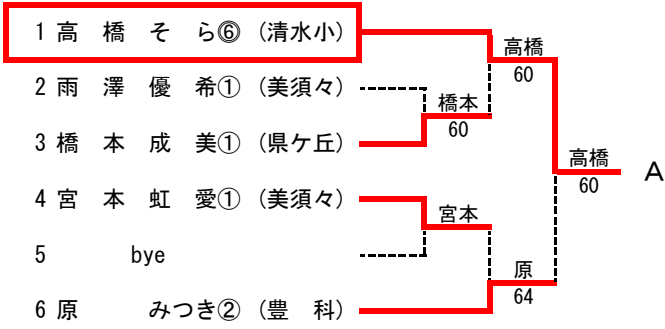 1 高 橋 そ ら⑥ (清水小)
高橋
60
2 雨 澤 優 希① (美須々)
橋本
60
3 橋 本 成 美① (県ケ丘)
高橋
60
A
4 宮 本 虹 愛① (美須々)
宮本
5 bye
原
64
6 原 みつき② (豊 科)